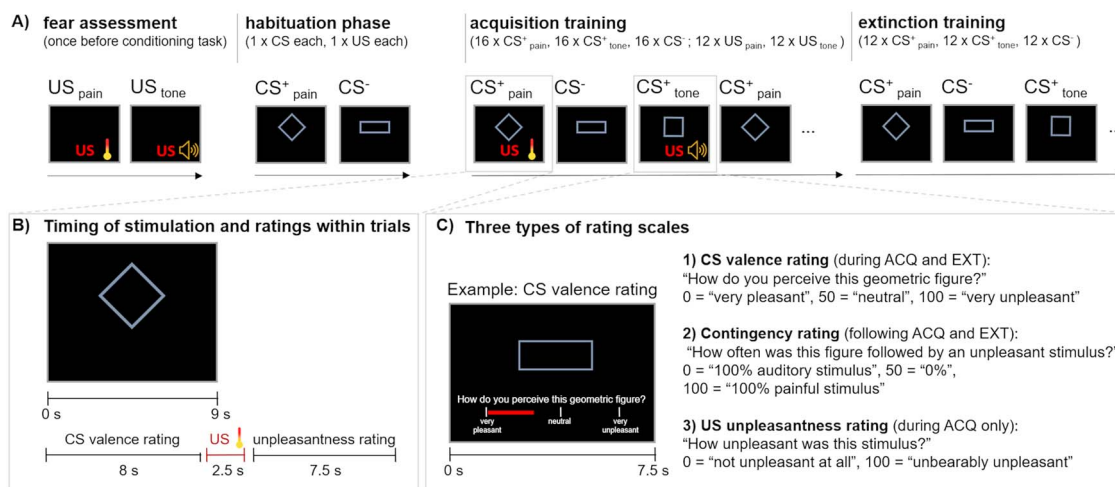 A) fear assessment
(once before conditioning task)
habituation phase
(1 x CS each, 1 x US each)
acquisition training
(16 x CS⁺pain, 16 x CS⁺tone, 16 x CS⁻; 12 x USpain, 12 x UStone)
extinction training
(12 x CS⁺pain, 12 x CS⁺tone, 12 x CS⁻)
US pain
US tone
CS⁺pain
CS⁻
CS⁺pain
CS⁻
CS⁺tone
CS⁺pain
CS⁺pain
CS⁻
CS⁺tone
US
US
US
US
...
B) Timing of stimulation and ratings within trials
0 s
9 s
CS valence rating
US
unpleasantness rating
8 s
2.5 s
7.5 s
C) Three types of rating scales
Example: CS valence rating
How do you perceive this geometric figure?
very pleasant
neutral
very unpleasant
0 s
7.5 s
1) CS valence rating (during ACQ and EXT):
“How do you perceive this geometric figure?”
0 = “very pleasant”, 50 = “neutral”, 100 = “very unpleasant”
2) Contingency rating (following ACQ and EXT):
“How often was this figure followed by an unpleasant stimulus?”
0 = “100% auditory stimulus”, 50 = “0%”,
100 = “100% painful stimulus”
3) US unpleasantness rating (during ACQ only):
“How unpleasant was this stimulus?”
0 = “not unpleasant at all”, 100 = “unbearably unpleasant”